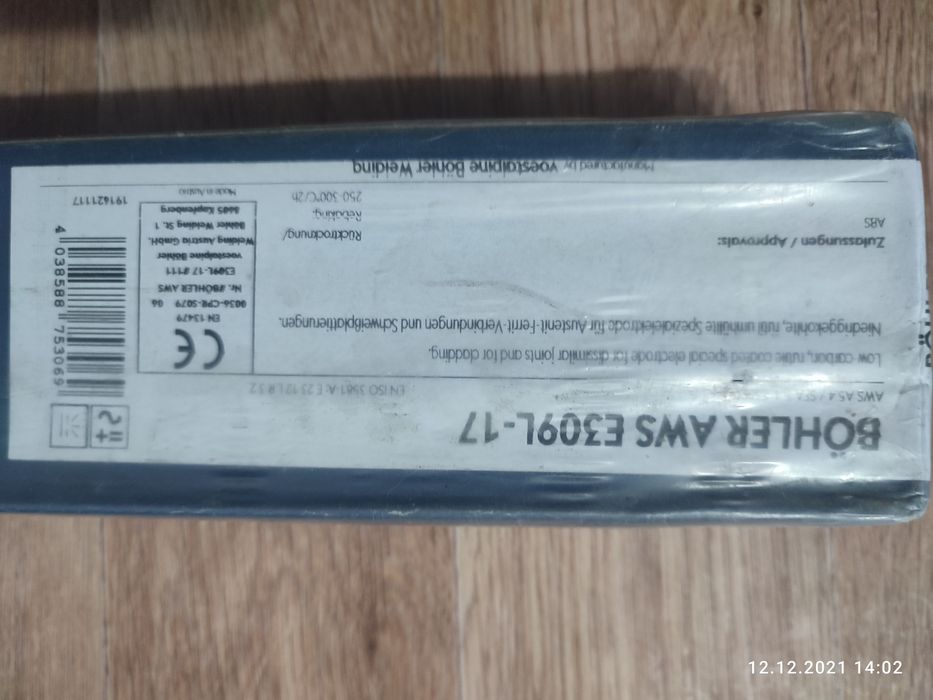 BÖHLER AWS E309L-17
AWS A5.4 / SFA
EN ISO 3581-A: E 23 12 L R 3 2
Low carbon, rutile coated special electrode for dissimilar joints and for cladding.
Niedriggekohlte, rutil umhüllte Spezialelektrode für Austenit-Ferrit-Verbindungen und Schweißplattierungen.
Zulassungen / Approvals:
ABS
Rücktrocknung/
Rebaking:
250-300°C/2h
Manufactured by voestalpine Böhler Welding
CE
EN 13479
0036-CPR-S079 06
Nr. #BÖHLER AWS
E309L-17 #111
voestalpine Böhler
Welding Austria GmbH.
Böhler Welding St. 1
8605 Kapfenberg
Made in Austria
4 038588 753069
191421117
12.12.2021 14:02